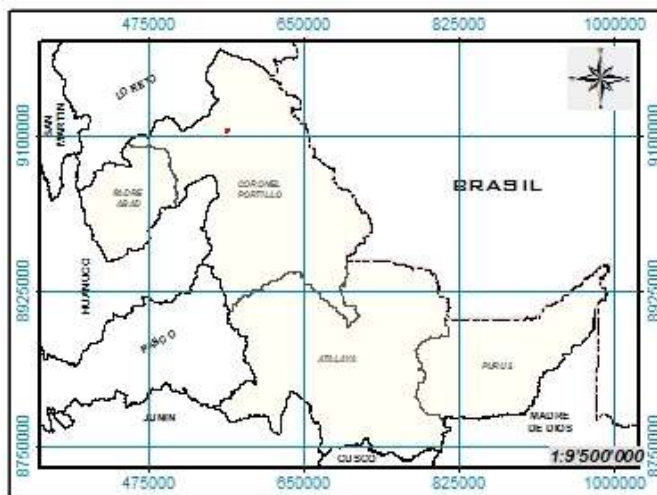 475000 650000 825000 1000000
LORETO
SAN
MARTIN
9100000 9100000
PADRE
ABAD
CORONEL
PORTILLO
BRASIL
HUANUCO
8925000 8925000
PASCO
ATALAYA
PURUS
JUNIN
MADRE
DE DIOS
CUSCO
8750000 8750000
1:9'500'000
475000 650000 825000 1000000